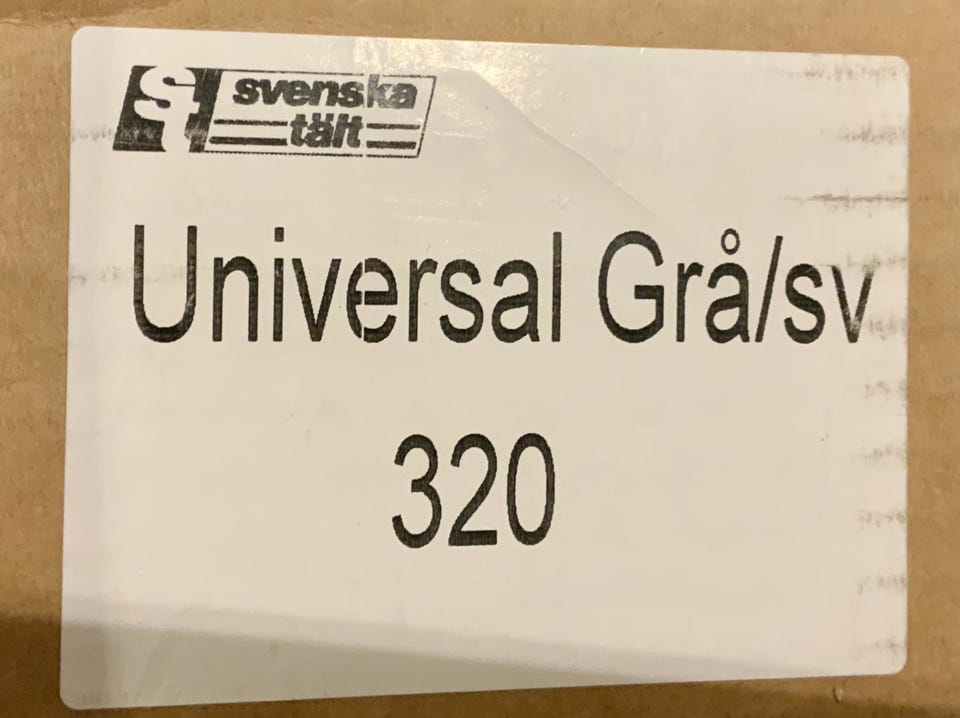 svenska
tält
Universal Grå/sv
320